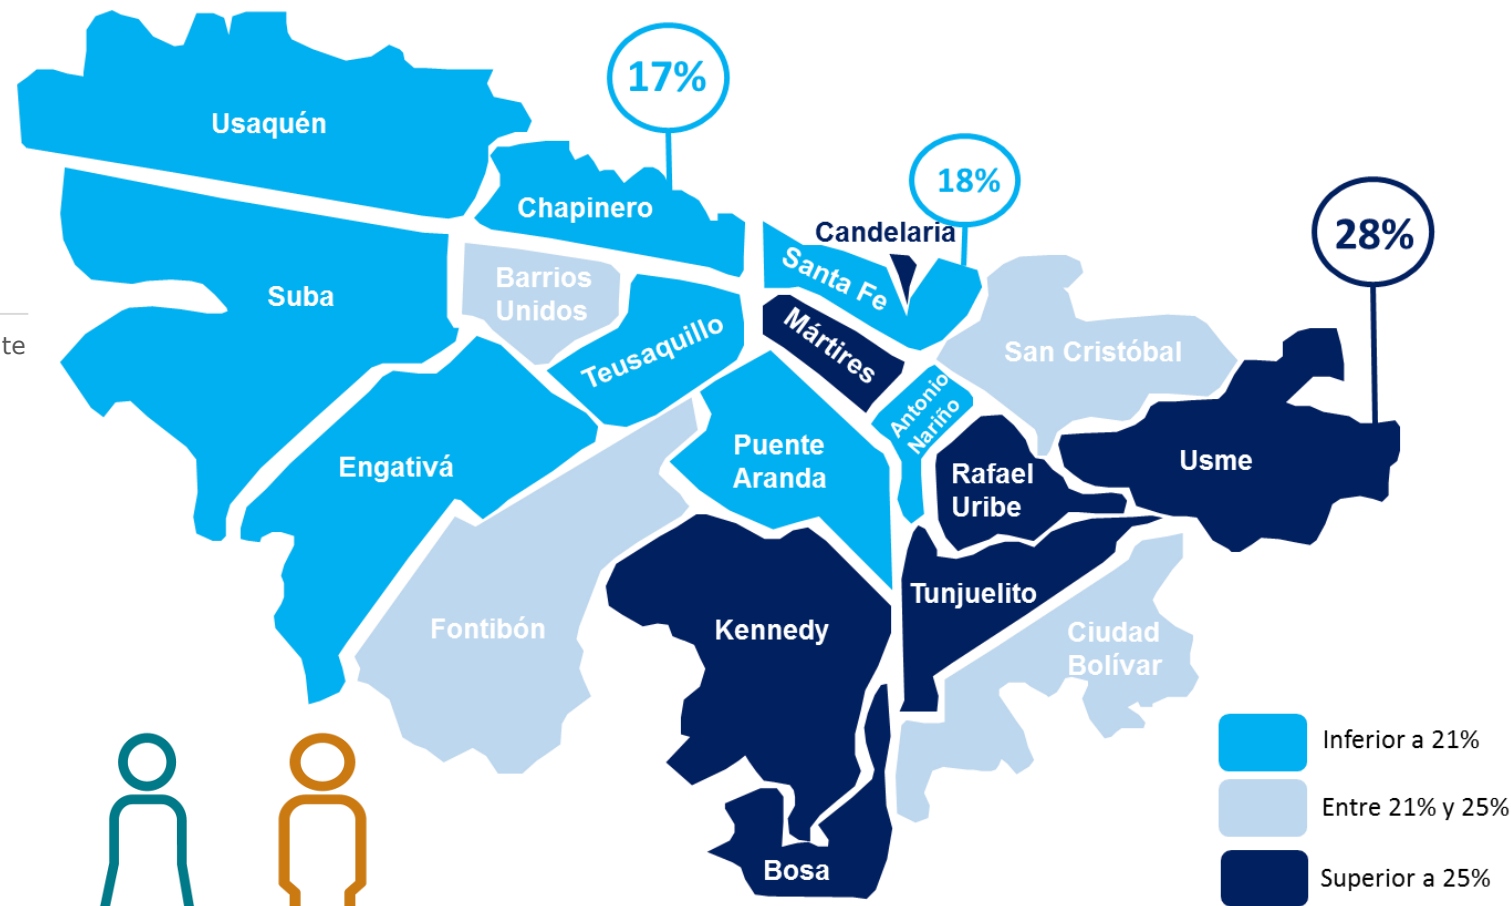 17%
Usaquén
18%
Chapinero
Candelaria
28%
Santa Fe
Barrios
Unidos
Suba
te
Teusaquillo
Mártires
San Cristóbal
Antonio
Nariño
Engativá
Puente
Aranda
Rafael
Uribe
Usme
Fontibón
Kennedy
Tunjuelito
Ciudad
Bolívar
Bosa
Inferior a 21%
Entre 21% y 25%
Superior a 25%